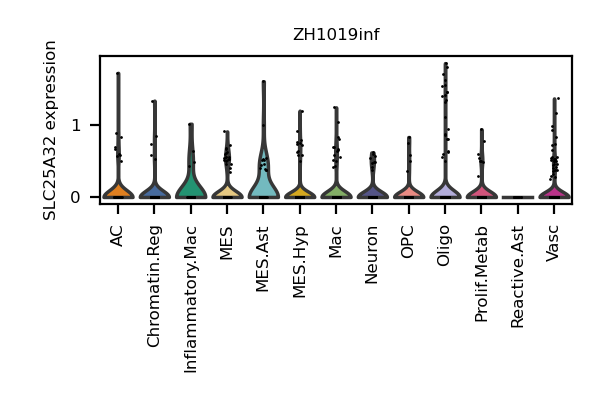 ZH1019inf
SLC25A32 expression
1
0
AC
Chromatin.Reg
Inflammatory.Mac
MES
MES.Ast
MES.Hyp
Mac
Neuron
OPC
Oligo
Prolif.Metab
Reactive.Ast
Vasc